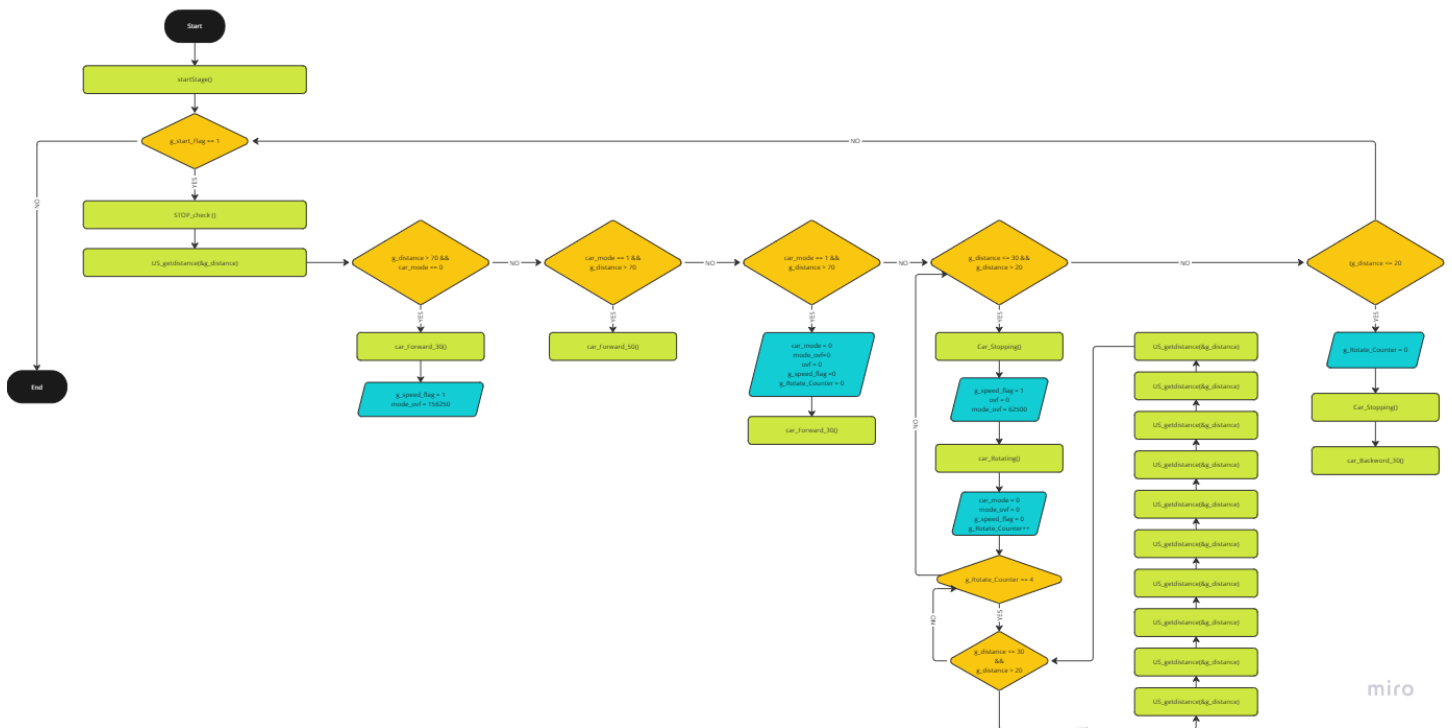 Start
startStage()
g_start_Flag == 1
NO
YES
NO
STOP_check ()
US_getdistance(&g_distance)
g_distance > 70 &&
car_mode == 0
NO
car_mode == 1 &&
g_distance > 70
NO
car_mode == 1 &&
g_distance > 70
NO
g_distance <= 30 &&
g_distance > 20
NO
(g_distance <= 20
YES
YES
YES
YES
YES
car_Forward_30()
g_speed_flag = 1
mode_ovf = 156250
car_Forward_50()
car_mode = 0
mode_ovf=0
ovf = 0
g_speed_flag =0
g_Rotate_Counter = 0
car_Forward_30()
Car_Stopping()
g_speed_flag = 1
ovf = 0
mode_ovf = 62500
car_Rotating()
car_mode = 0
mode_ovf = 0
g_speed_flag = 0
g_Rotate_Counter++
NO
g_Rotate_Counter == 4
YES
NO
g_distance <= 30
&&
g_distance > 20
US_getdistance(&g_distance)
US_getdistance(&g_distance)
US_getdistance(&g_distance)
US_getdistance(&g_distance)
US_getdistance(&g_distance)
US_getdistance(&g_distance)
US_getdistance(&g_distance)
US_getdistance(&g_distance)
US_getdistance(&g_distance)
US_getdistance(&g_distance)
g_Rotate_Counter = 0
Car_Stopping()
car_Backword_30()
End
miro